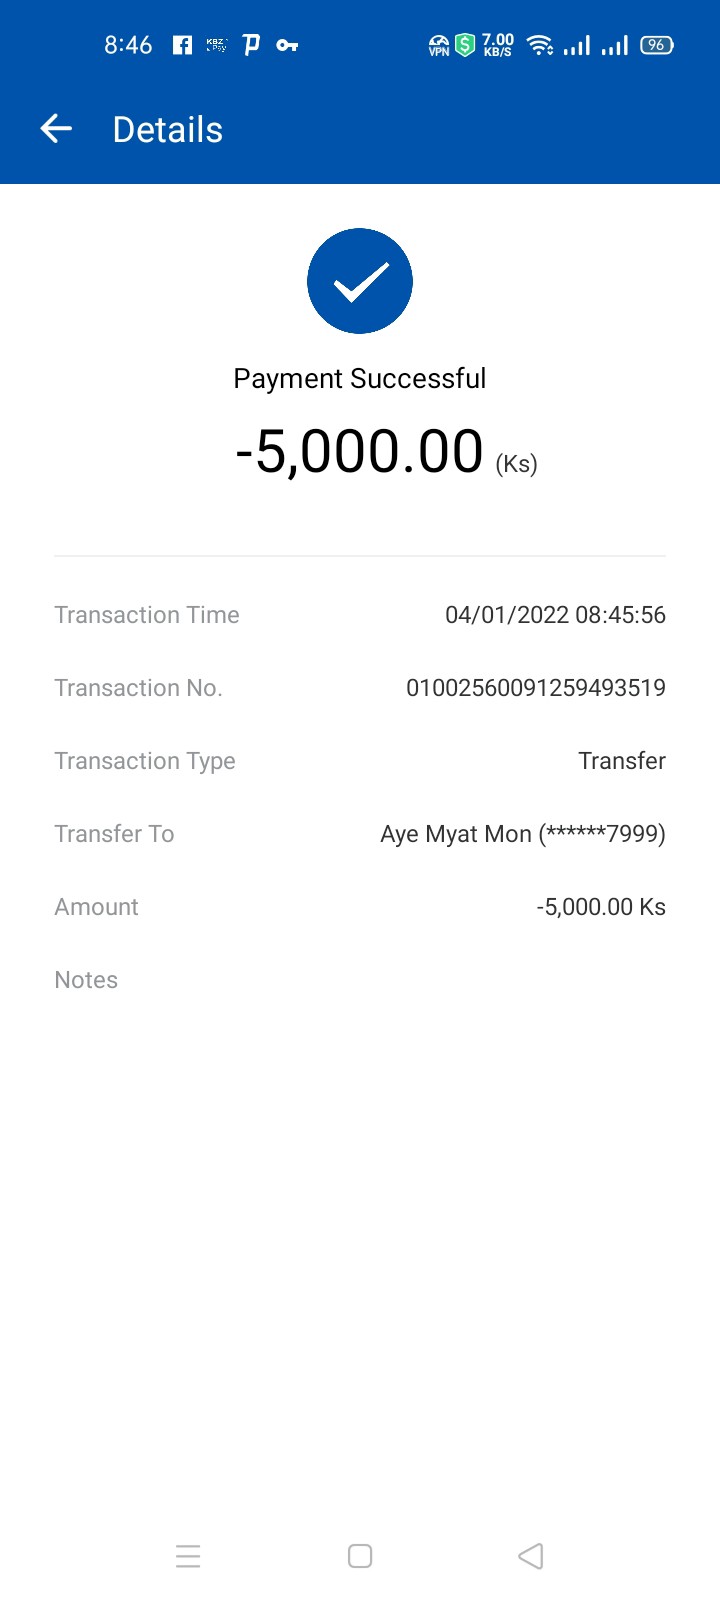 8:46 KBZ Pay VPN 7.00 KB/S 96
Details
Payment Successful
-5,000.00 (Ks)
Transaction Time 04/01/2022 08:45:56
Transaction No. 01002560091259493519
Transaction Type Transfer
Transfer To Aye Myat Mon (******7999)
Amount -5,000.00 Ks
Notes